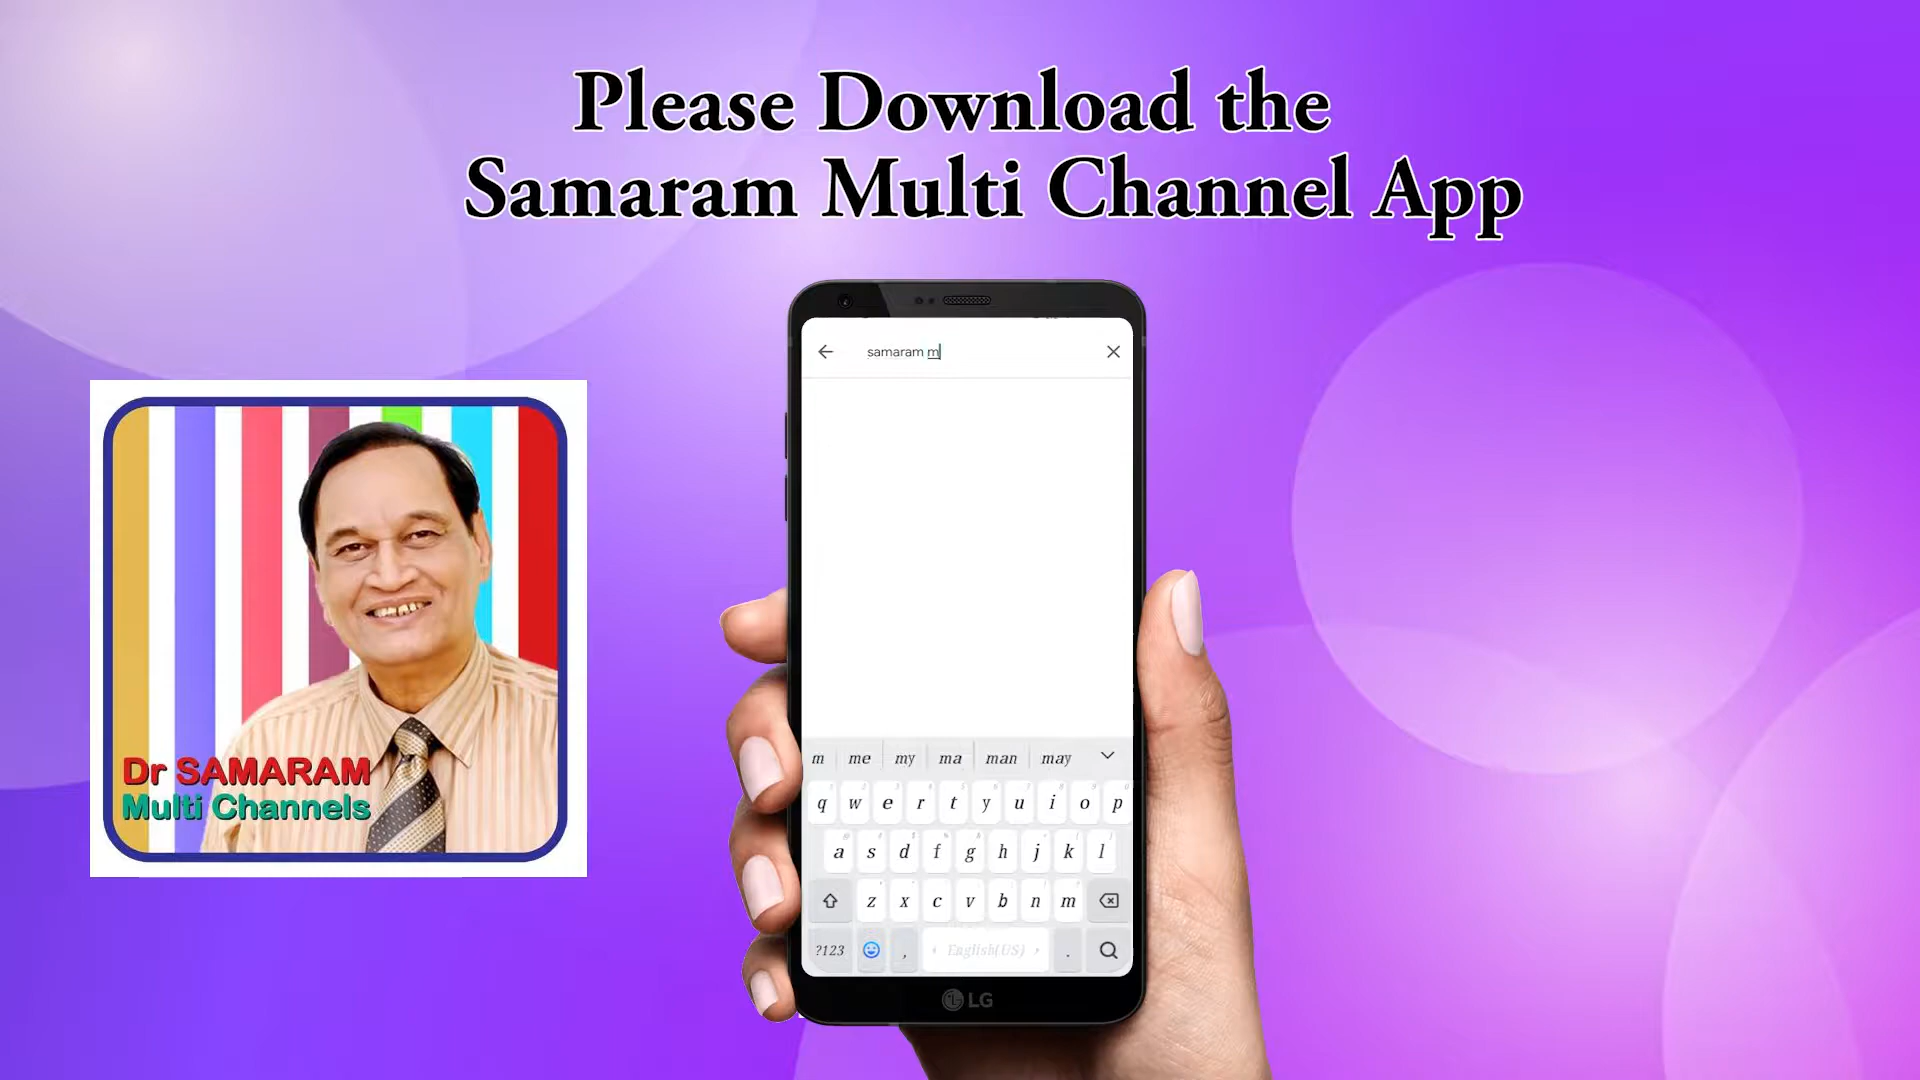 Please Download the
Samaram Multi Channel App
samaram m
Dr SAMARAM
Multi Channels
m me my ma man may
q w e r t y u i o p
a s d f g h j k l
z x c v b n m
?123 , English(US) .
LG